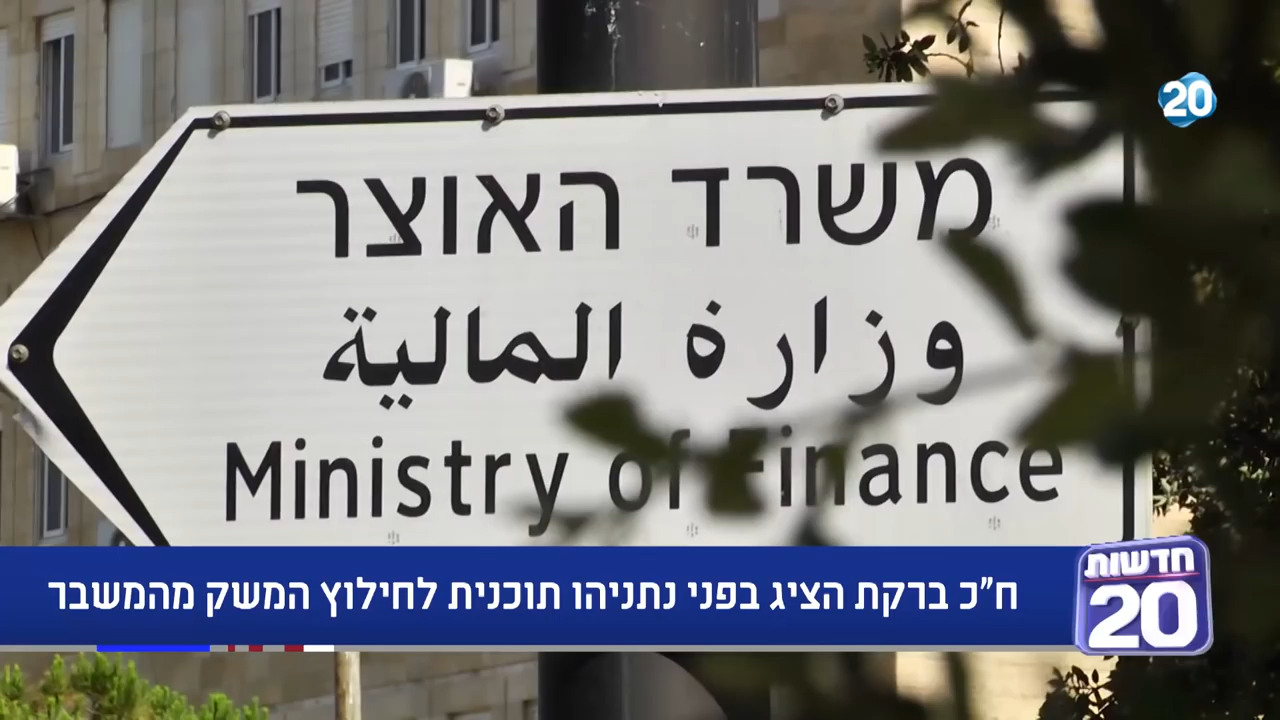 20
משרד האוצר
وزارة المالية
Ministry of Finance
ח"כ ברקת הציג בפני נתניהו תוכנית לחילוץ המשק מהמשבר
חדשות
20